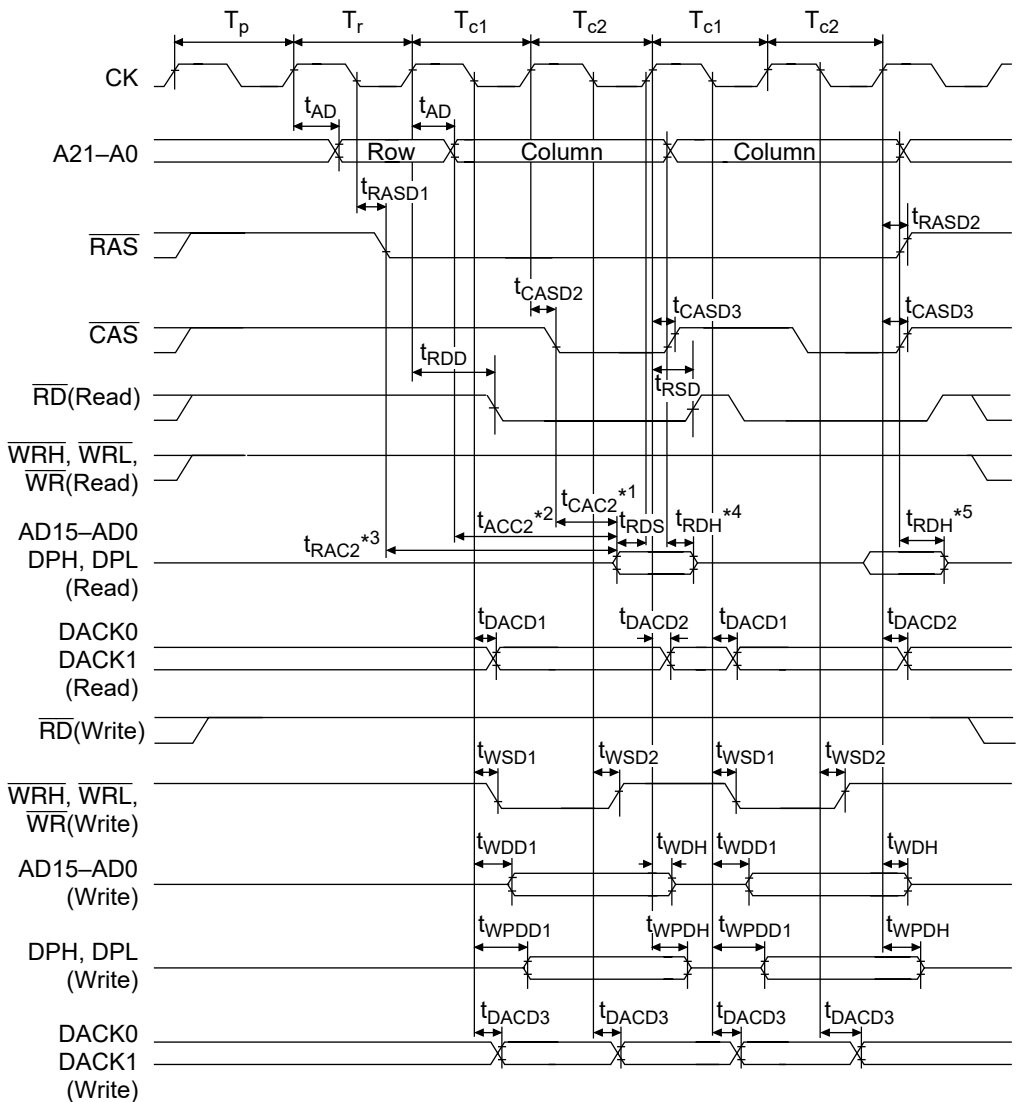 Tp Tr Tc1 Tc2 Tc1 Tc2
CK
tAD tAD
A21–A0 Row Column Column
tRASD1 tRASD2
RAS
tCASD2 tCASD3 tCASD3
CAS
tRDD tRSD
RD(Read)
WRH, WRL,
WR(Read)
tCAC2*1
tACC2*2 tRDS tRDH*4 tRDH*5
tRAC2*3
AD15–AD0
DPH, DPL
(Read)
tDACD1 tDACD2 tDACD1 tDACD2
DACK0
DACK1
(Read)
RD(Write)
tWSD1 tWSD2 tWSD1 tWSD2
WRH, WRL,
WR(Write)
tWDD1 tWDH tWDD1 tWDH
AD15–AD0
(Write)
tWPDD1 tWPDH tWPDD1 tWPDH
DPH, DPL
(Write)
tDACD3 tDACD3 tDACD3 tDACD3
DACK0
DACK1
(Write)